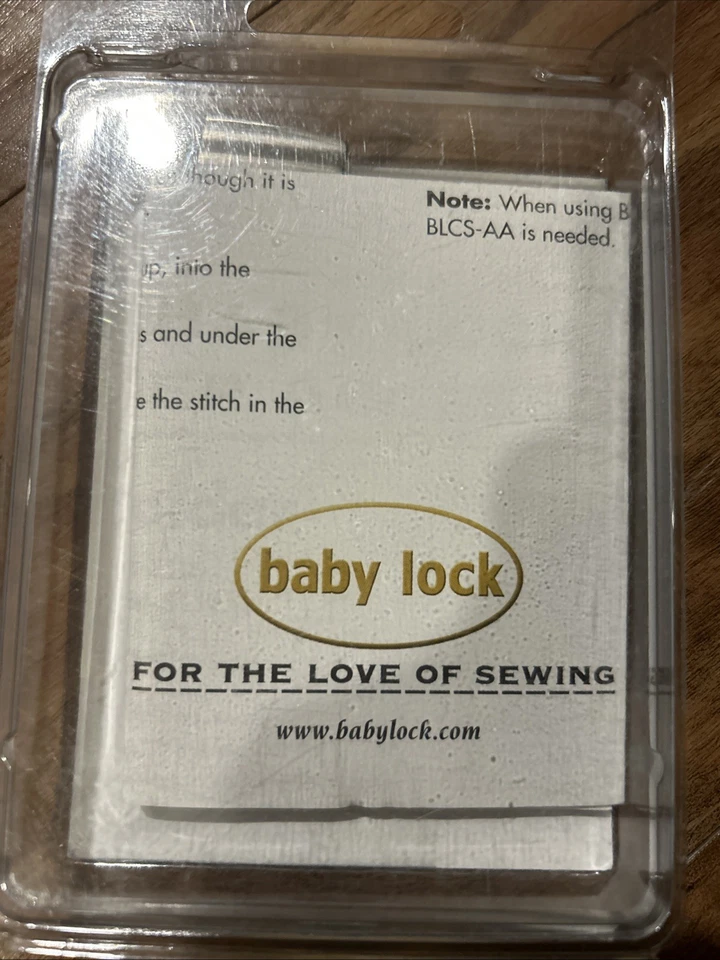 though it is
Note: When using B
BLCS-AA is needed.
up, into the
s and under the
e the stitch in the
baby lock
FOR THE LOVE OF SEWING
www.babylock.com